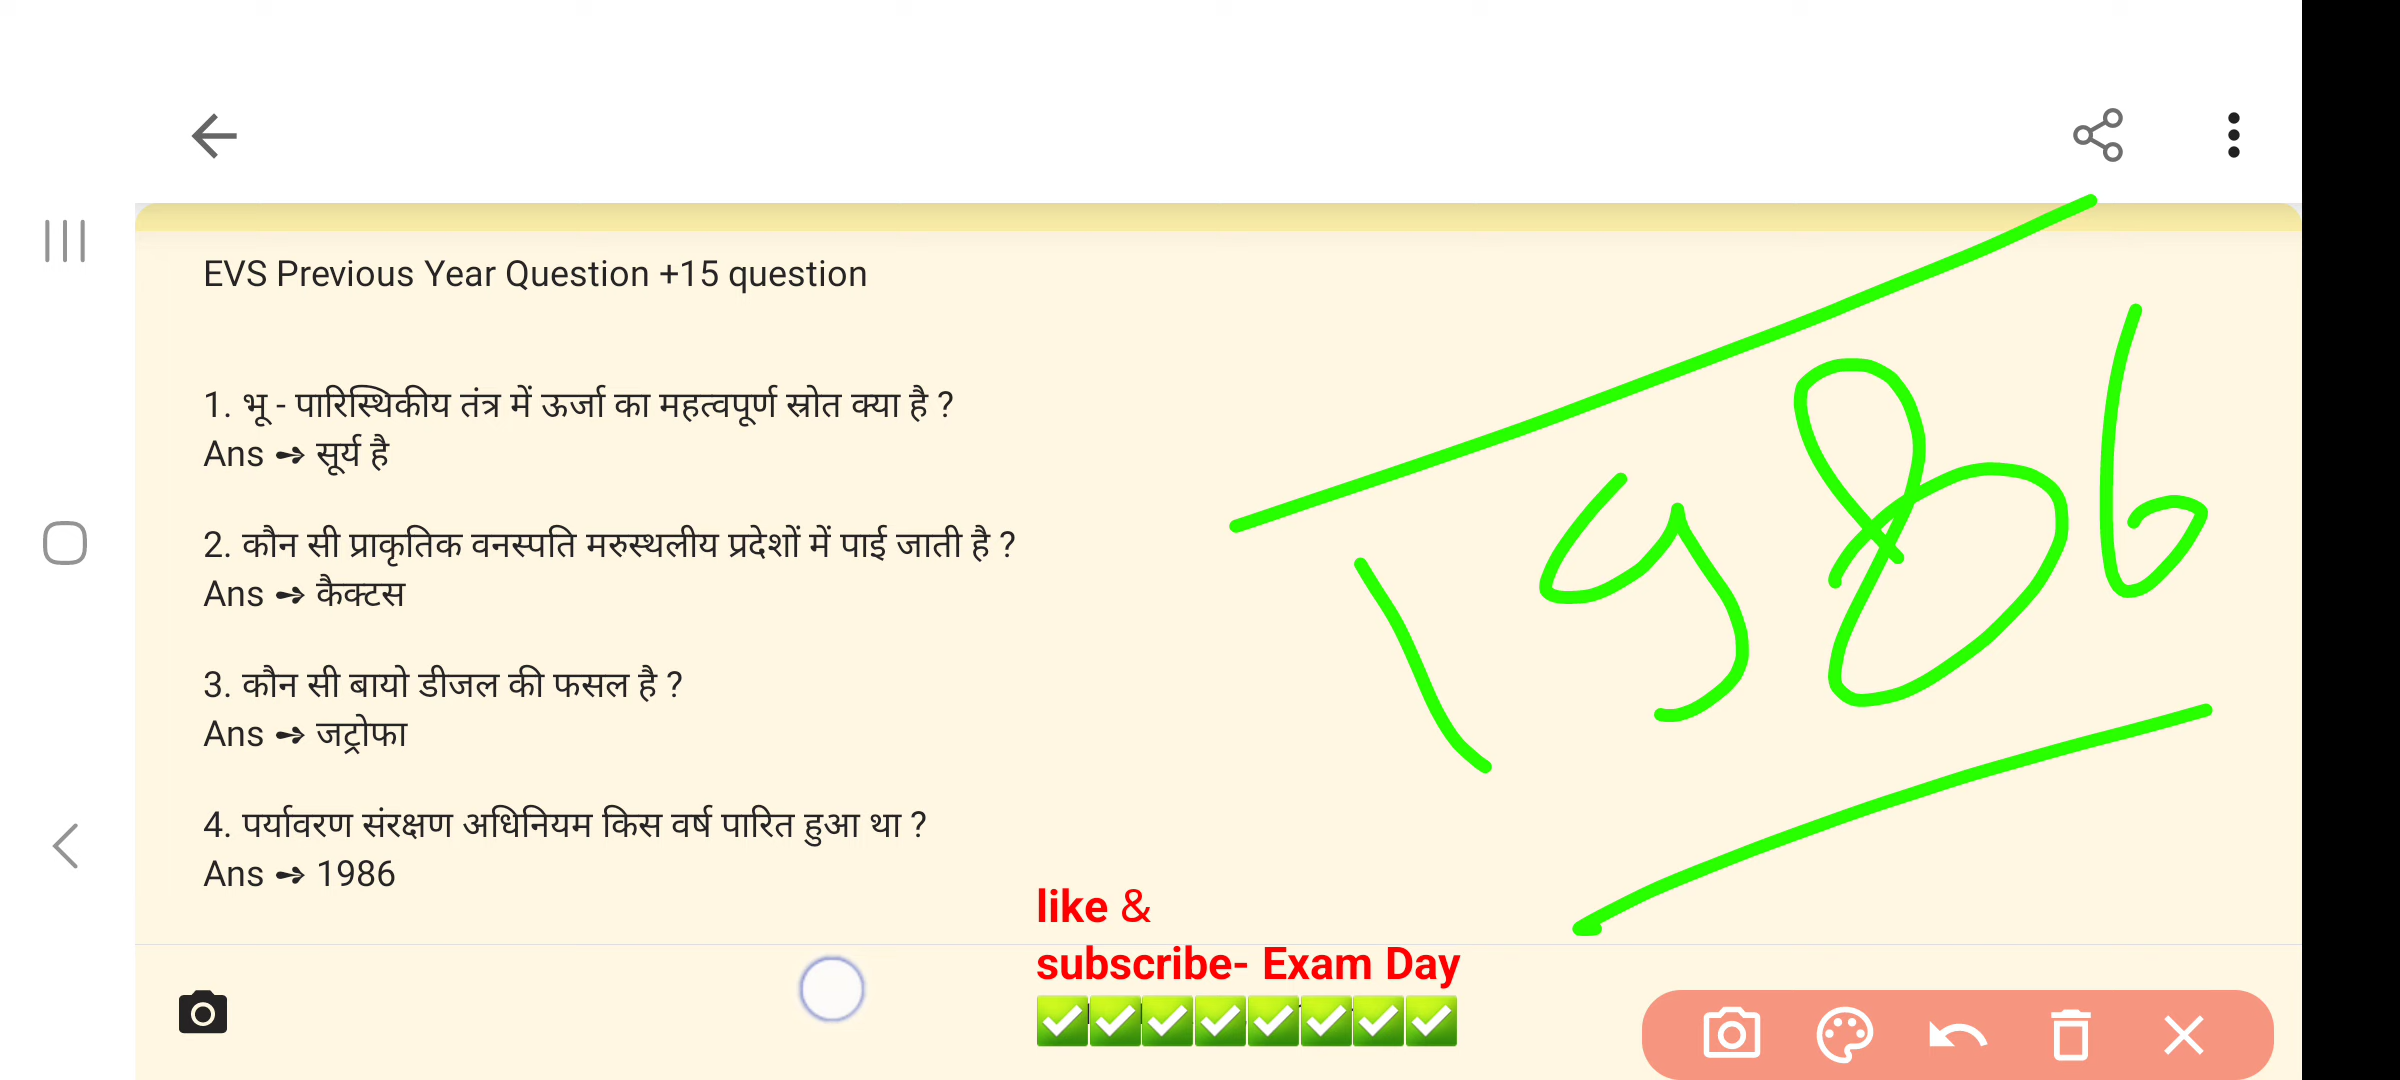 EVS Previous Year Question +15 question
1. भू - पारिस्थिकीय तंत्र में ऊर्जा का महत्वपूर्ण स्रोत क्या है ?
Ans ➺ सूर्य है
2. कौन सी प्राकृतिक वनस्पति मरुस्थलीय प्रदेशों में पाई जाती है ?
Ans ➺ कैक्टस
3. कौन सी बायो डीजल की फसल है ?
Ans ➺ जट्रोफा
4. पर्यावरण संरक्षण अधिनियम किस वर्ष पारित हुआ था ?
Ans ➺ 1986
1986
like &
subscribe- Exam Day